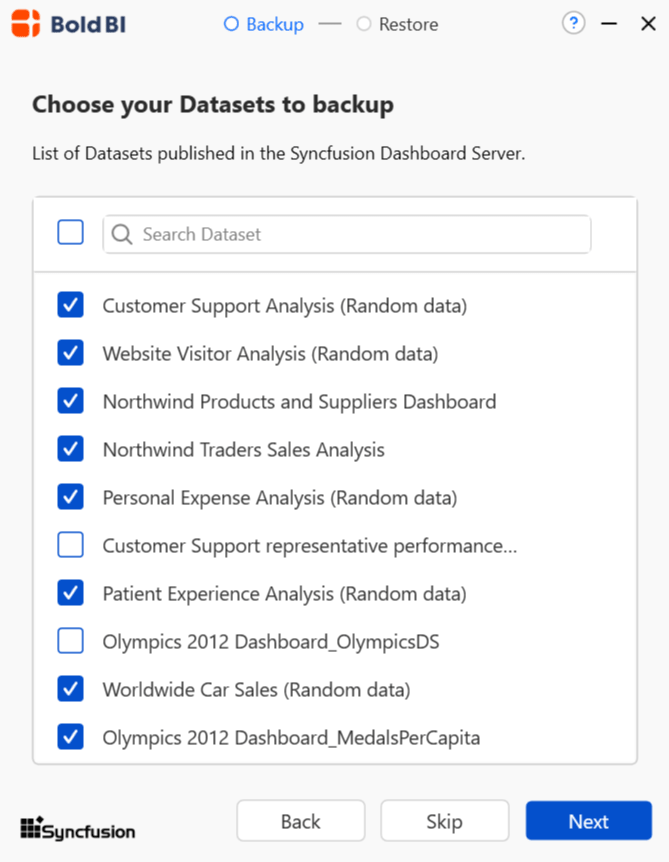 Bold BI Backup Restore ?
Choose your Datasets to backup
List of Datasets published in the Syncfusion Dashboard Server.
Search Dataset
Customer Support Analysis (Random data)
Website Visitor Analysis (Random data)
Northwind Products and Suppliers Dashboard
Northwind Traders Sales Analysis
Personal Expense Analysis (Random data)
Customer Support representative performance...
Patient Experience Analysis (Random data)
Olympics 2012 Dashboard_OlympicsDS
Worldwide Car Sales (Random data)
Olympics 2012 Dashboard_MedalsPerCapita
Syncfusion Back Skip Next